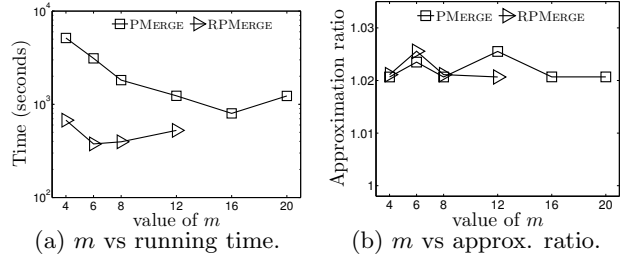 PMERGE RPMERGE
Time (seconds)
10^4
10^3
10^2
4 6 8 12 16 20
value of m
(a) m vs running time.
PMERGE RPMERGE
Approximation ratio
1.03
1.02
1.01
1
4 6 8 12 16 20
value of m
(b) m vs approx. ratio.